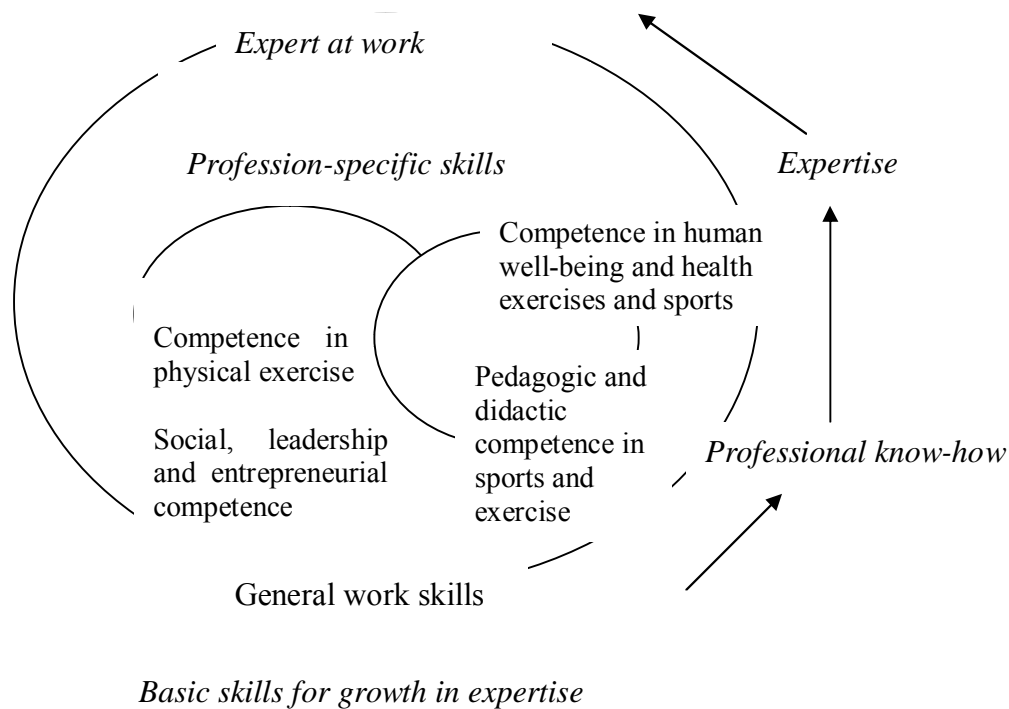 Expert at work
Expertise
Profession-specific skills
Competence in human
well-being and health
exercises and sports
Competence in
physical exercise
Social, leadership
and entrepreneurial
competence
Pedagogic and
didactic
competence in
sports and
exercise
Professional know-how
General work skills
Basic skills for growth in expertise